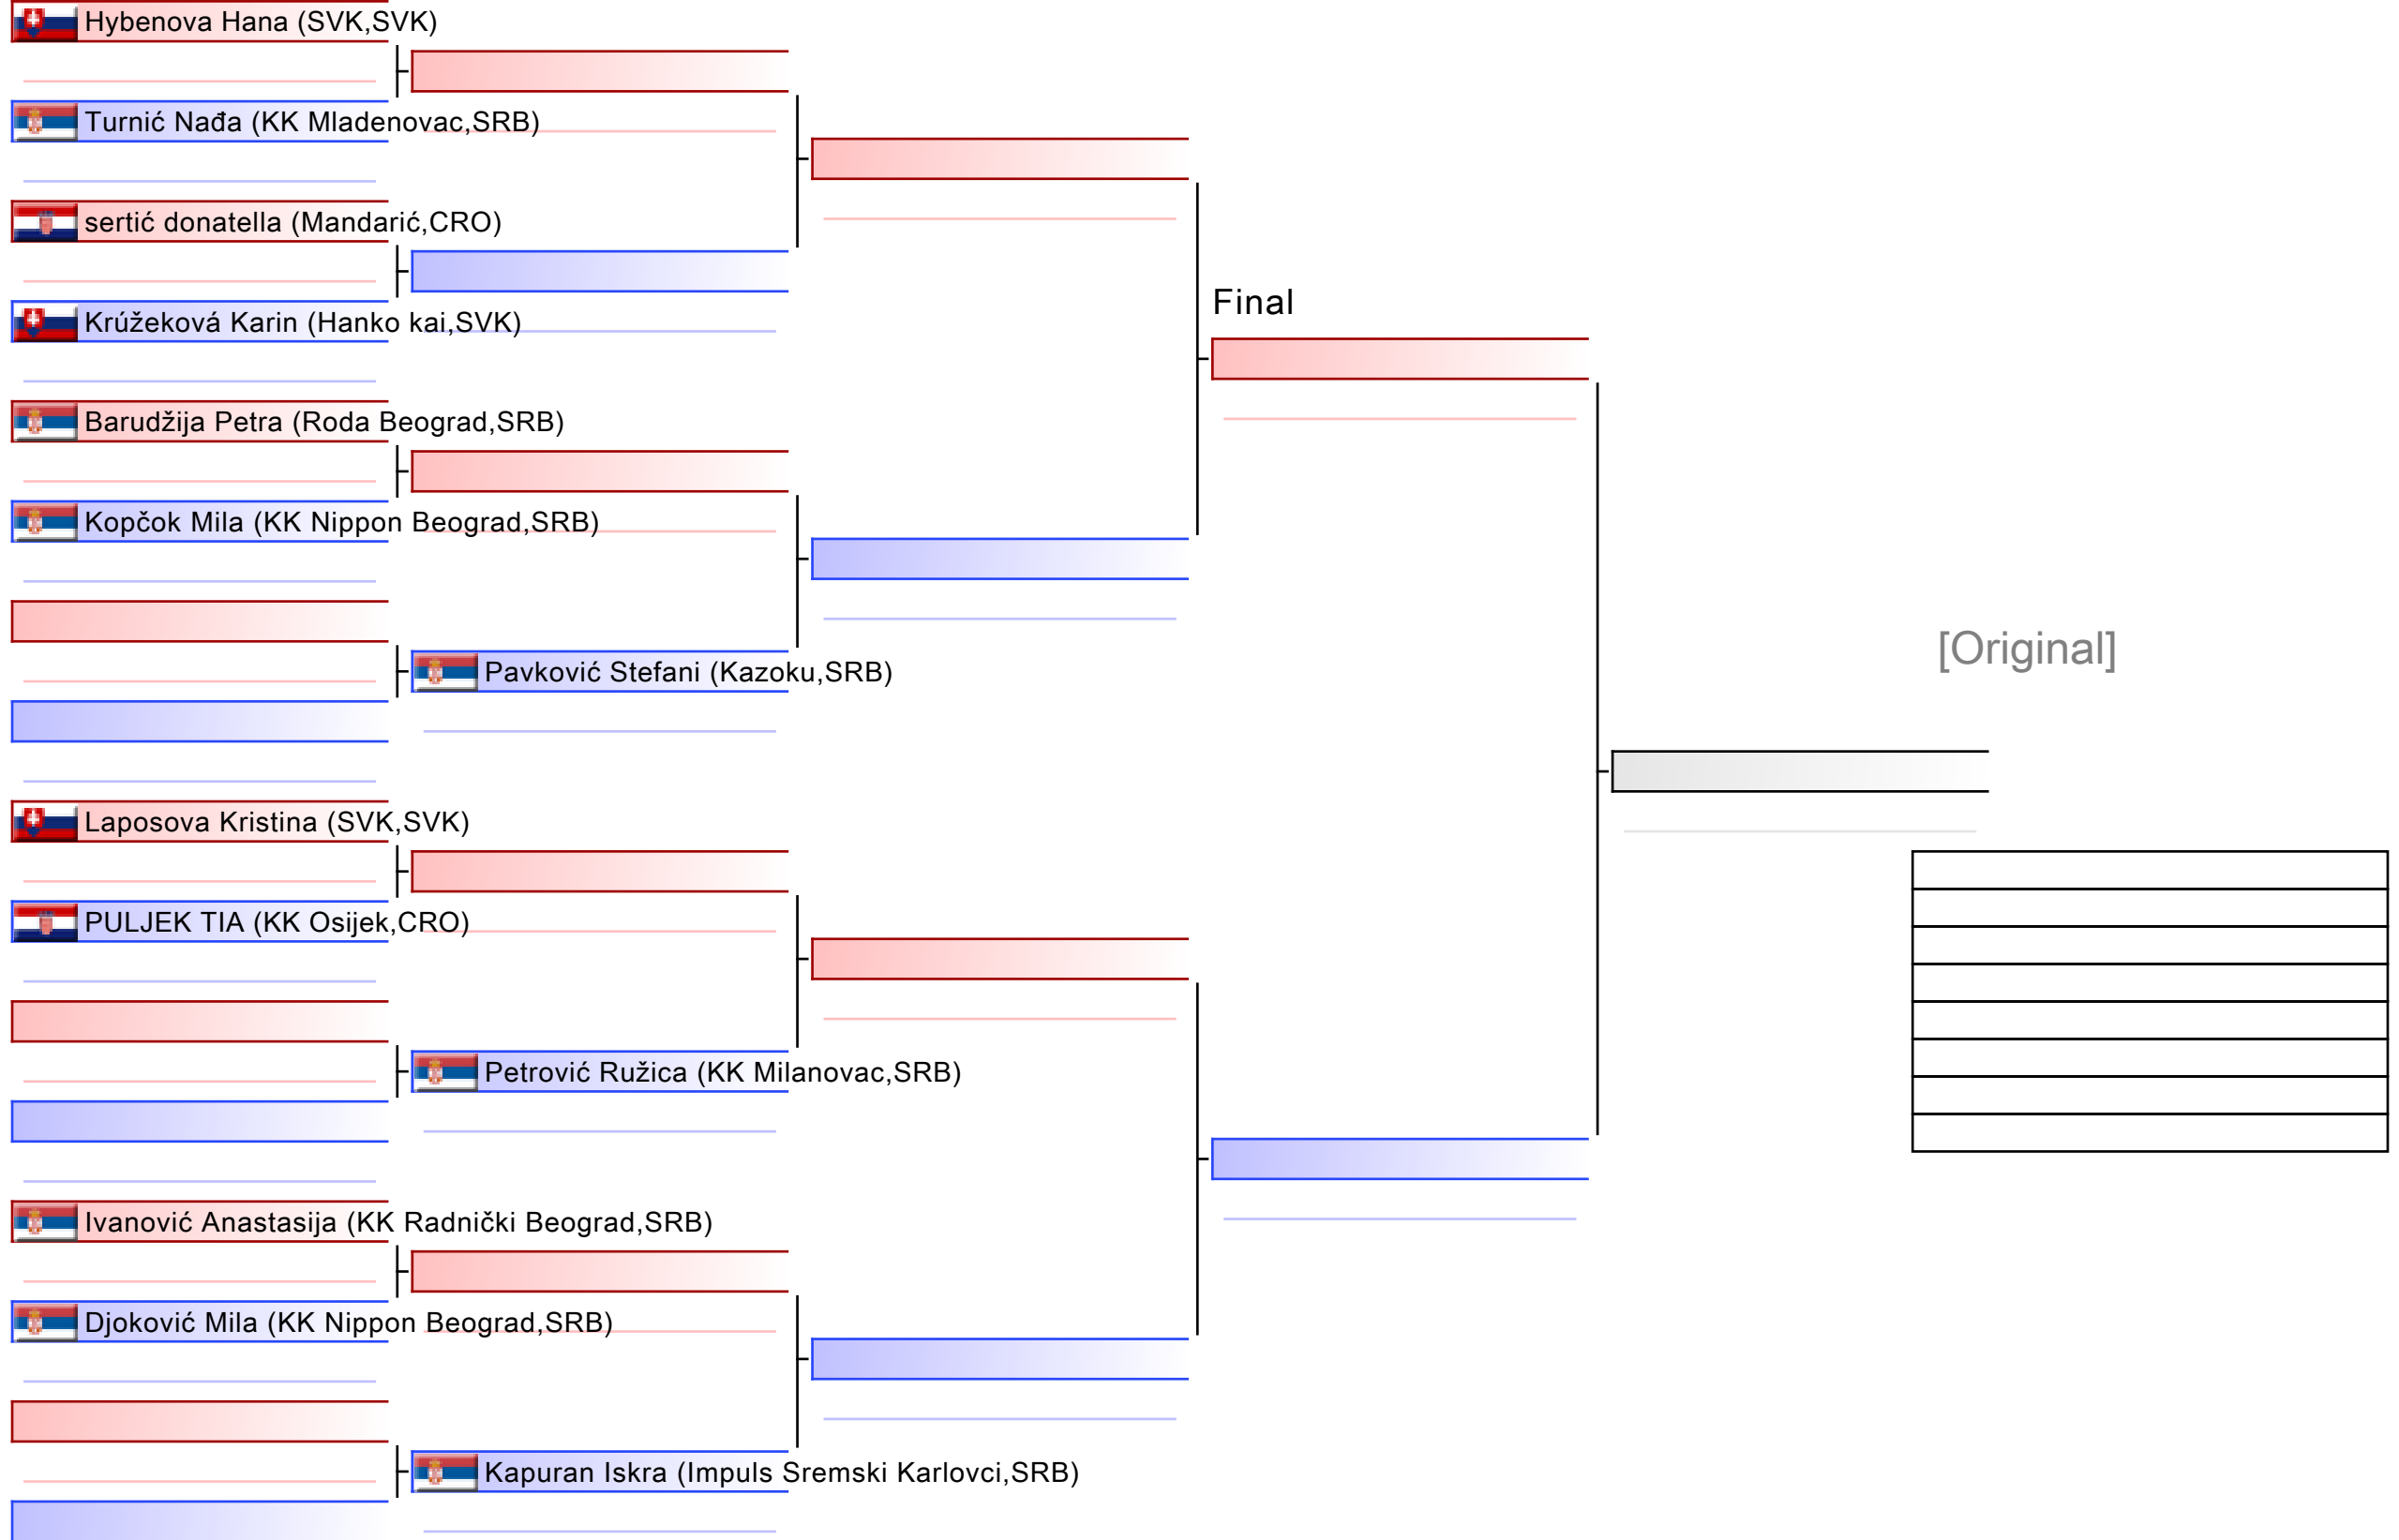 Hybenova Hana (SVK,SVK)
Turnić Nađa (KK Mladenovac,SRB)
sertić donatella (Mandarić,CRO)
Krúžeková Karin (Hanko kai,SVK)
Final
Barudžija Petra (Roda Beograd,SRB)
Kopčok Mila (KK Nippon Beograd,SRB)
[Original]
Pavković Stefani (Kazoku,SRB)
Laposova Kristina (SVK,SVK)
PULJEK TIA (KK Osijek,CRO)
Petrović Ružica (KK Milanovac,SRB)
Ivanović Anastasija (KK Radnički Beograd,SRB)
Djoković Mila (KK Nippon Beograd,SRB)
Kapuran Iskra (Impuls Sremski Karlovci,SRB)